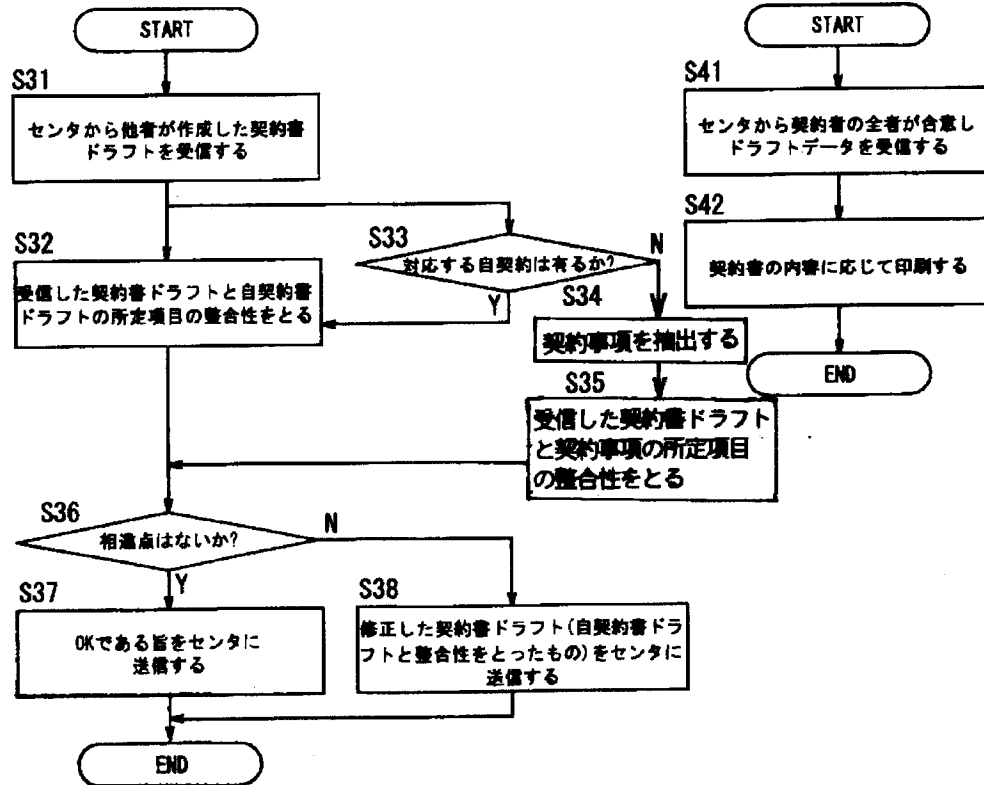 START
S31
センタから他者が作成した契約書
ドラフトを受信する
S32
受信した契約書ドラフトと自契約書
ドラフトの所定項目の整合性をとる
S33
対応する自契約は有るか?
N
Y
S34
契約事項を抽出する
S35
受信した契約書ドラフト
と契約事項の所定項目
の整合性をとる
S36
相違点はないか?
N
Y
S37
OKである旨をセンタに
送信する
S38
修正した契約書ドラフト(自契約書ドラ
フトと整合性をとったもの)をセンタに
送信する
END
START
S41
センタから契約者の全者が合意し
ドラフトデータを受信する
S42
契約書の内容に応じて印刷する
END